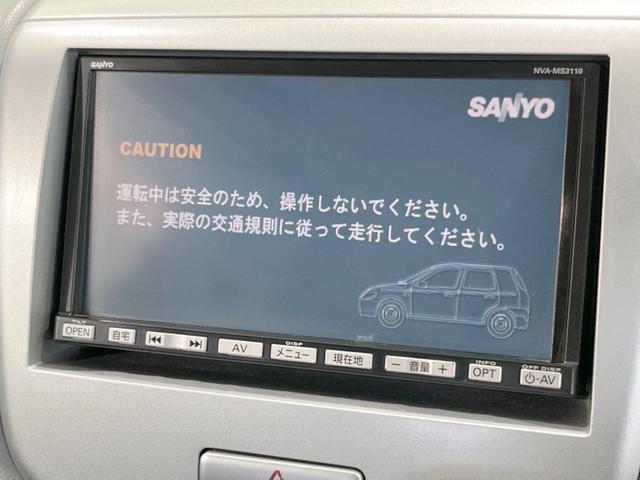 SANYO
NVA-MS3110
SANYO
CAUTION
運転中は安全のため、操作しないでください。
また、実際の交通規則に従って走行してください。
DISP
INFO
OFF DISP
OPEN
自宅
AV
メニュー
現在地
− 音量 +
OPT
⏻-AV